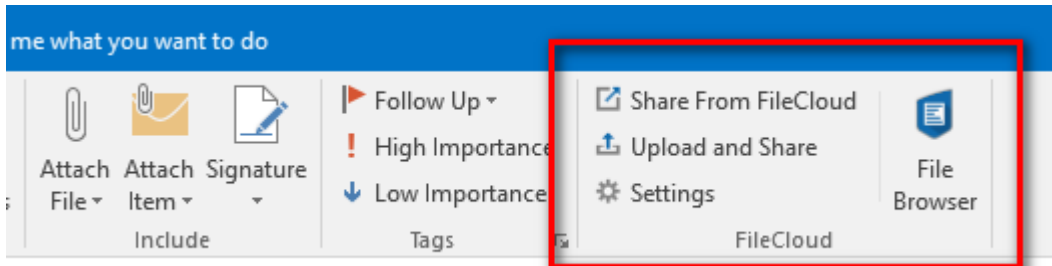 me what you want to do
Attach File
Attach Item
Signature
Follow Up
High Importance
Low Importance
Share From FileCloud
Upload and Share
Settings
File Browser
Include
Tags
FileCloud